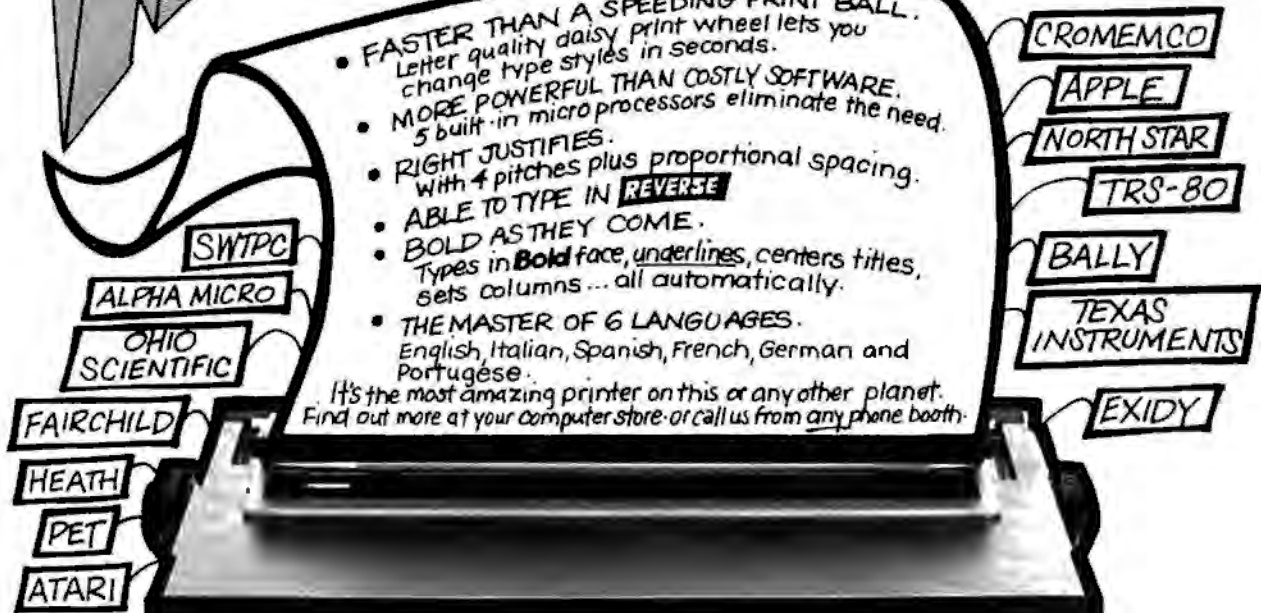 • FASTER THAN A SPEEDING PRINT BALL.
Letter quality daisy print wheel lets you
change type styles in seconds.
• MORE POWERFUL THAN COSTLY SOFTWARE.
5 built-in micro processors eliminate the need.
• RIGHT JUSTIFIES.
With 4 pitches plus proportional spacing.
• ABLE TO TYPE IN REVERSE
• BOLD AS THEY COME.
Types in Bold face, underlines, centers titles,
sets columns... all automatically.
• THE MASTER OF 6 LANGUAGES.
English, Italian, Spanish, French, German and
Portugese.
It's the most amazing printer on this or any other planet.
Find out more at your computer store-or call us from any phone booth.
SWTPC
ALPHA MICRO
OHIO
SCIENTIFIC
FAIRCHILD
HEATH
PET
ATARI
CROMEMCO
APPLE
NORTH STAR
TRS-80
BALLY
TEXAS
INSTRUMENTS
EXIDY